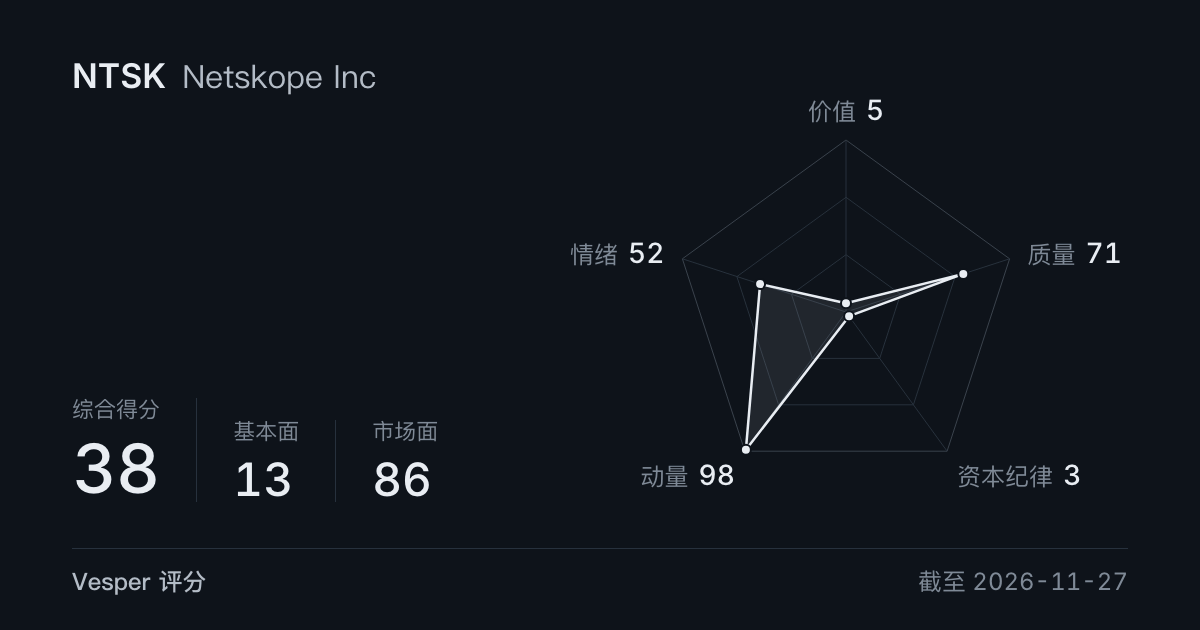 NTSK Netskope Inc
价值 5
情绪 52
质量 71
动量 98
资本纪律 3
综合得分
38
基本面
13
市场面
86
Vesper 评分
截至 2026-11-27